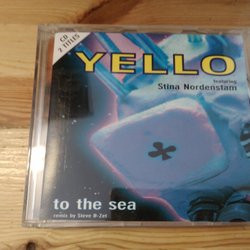 CD
2 TITLES
YELLO
featuring
Stina Nordenstam
to the sea
remix by Steve B-Zet